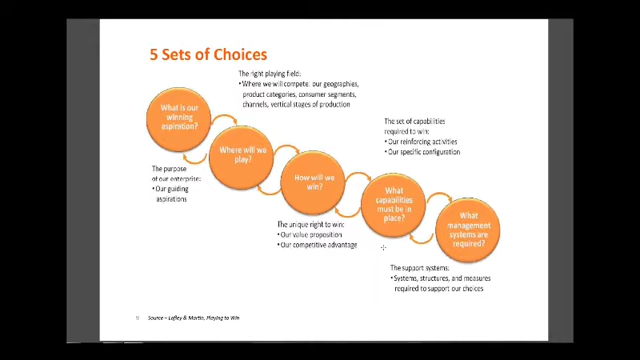 5 Sets of Choices
The right playing field:
• Where we will compete: our geographies,
product categories, consumer segments,
channels, vertical stages of production
What is our
winning
aspiration?
The set of capabilities
required to win:
• Our reinforcing activities
• Our specific configuration
Where will we
play?
The purpose
of our enterprise:
• Our guiding
aspirations
How will we
win?
What
capabilities
must be in
place?
What
management
systems are
required?
The unique right to win:
• Our value proposition
• Our competitive advantage
The support systems:
• Systems, structures, and measures
required to support our choices
Source – Lafley & Martin, Playing to Win